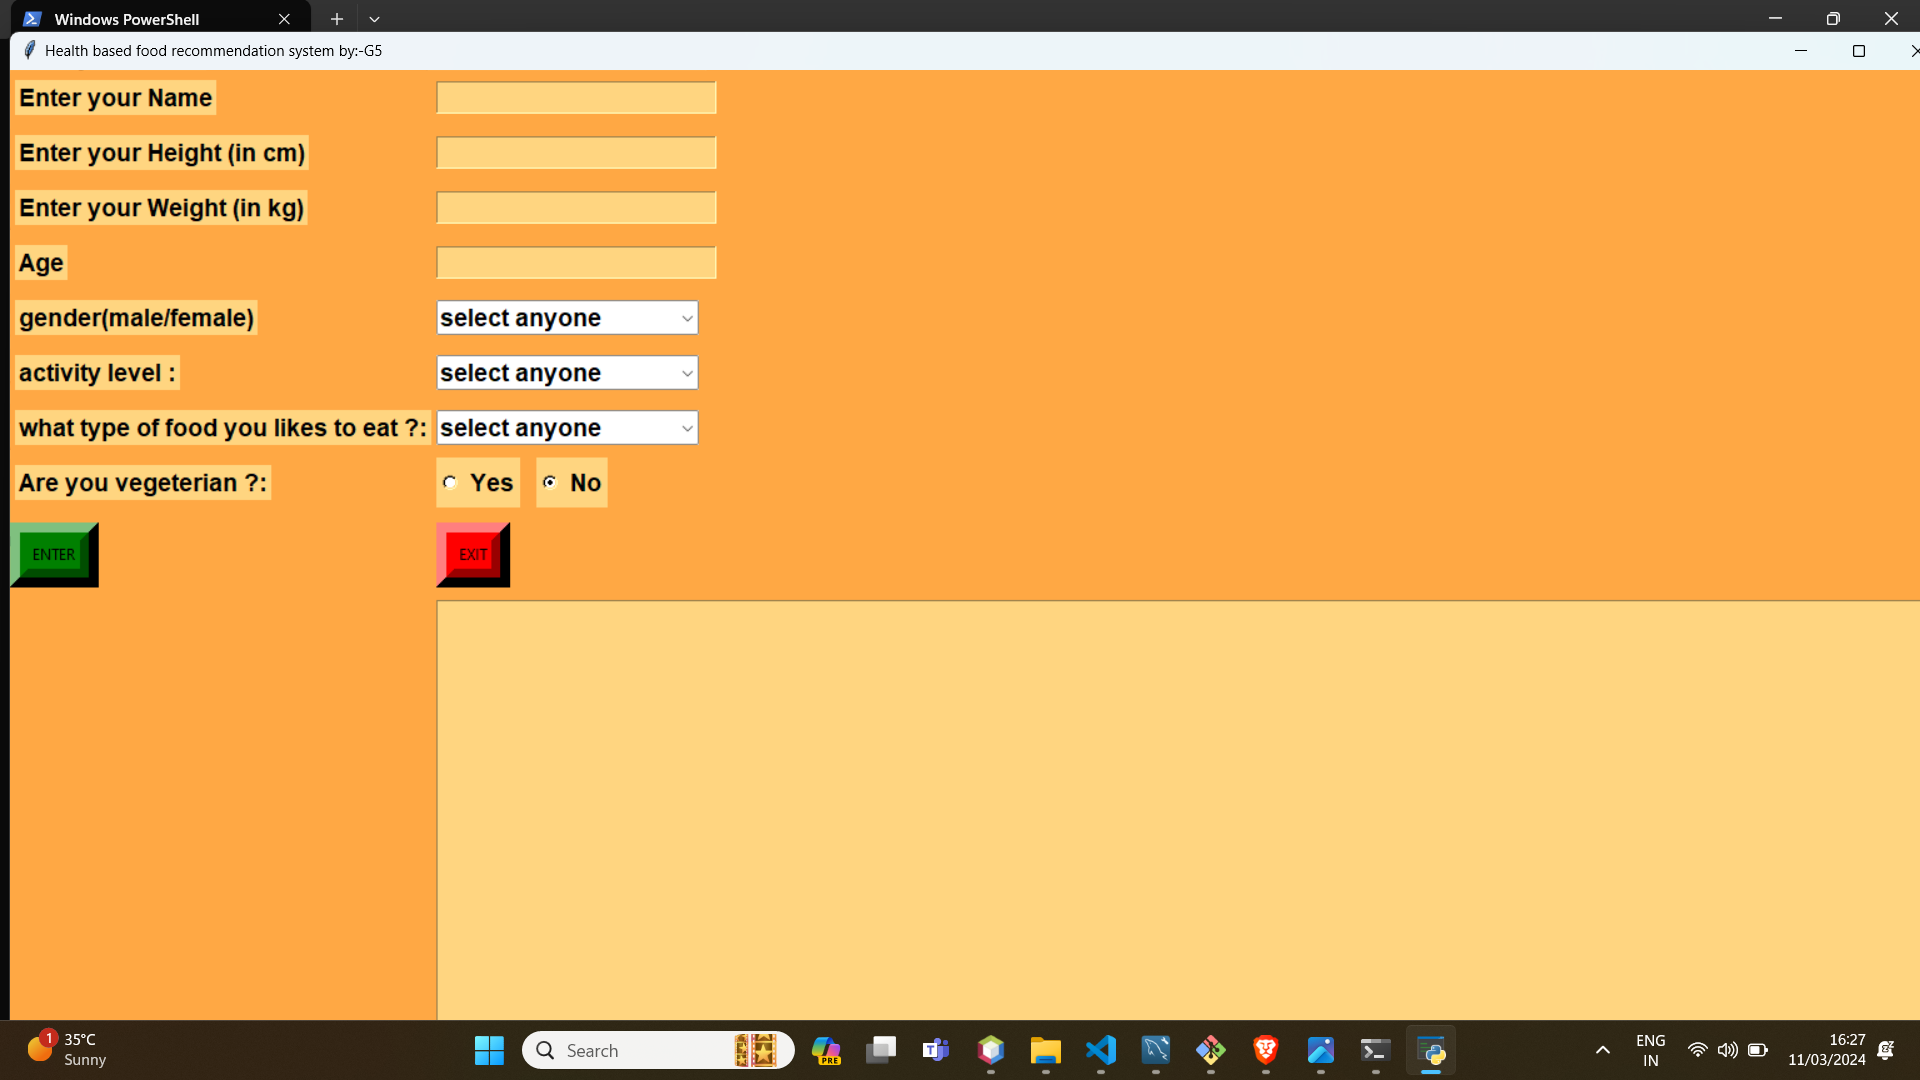 Windows PowerShell
Health based food recommendation system by:-G5
Enter your Name
Enter your Height (in cm)
Enter your Weight (in kg)
Age
gender(male/female) select anyone
activity level : select anyone
what type of food you likes to eat ?: select anyone
Are you vegeterian ?: Yes No
ENTER EXIT
1 35°C
Sunny
Search
PRE
ENG
IN
16:27
11/03/2024